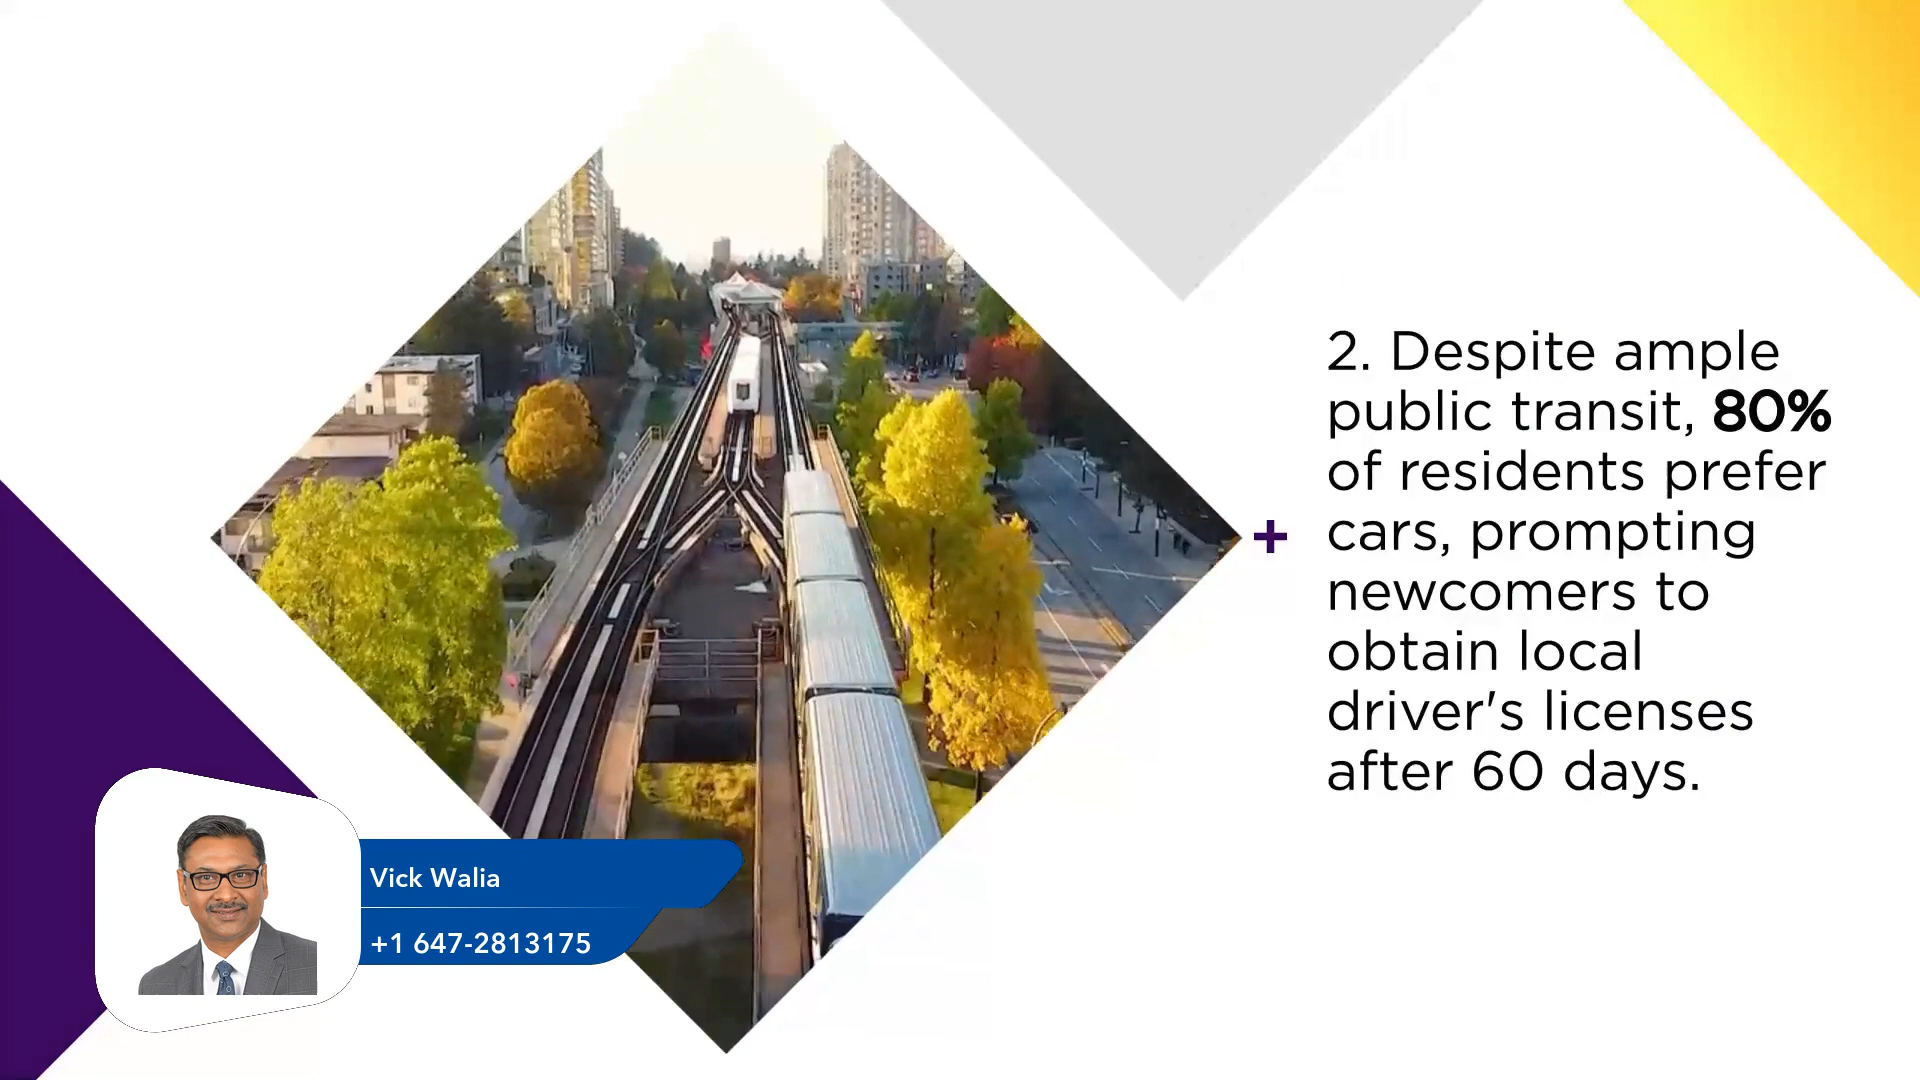 2. Despite ample
public transit, 80%
of residents prefer
cars, prompting
newcomers to
obtain local
driver's licenses
after 60 days.
+
Vick Walia
+1 647-2813175